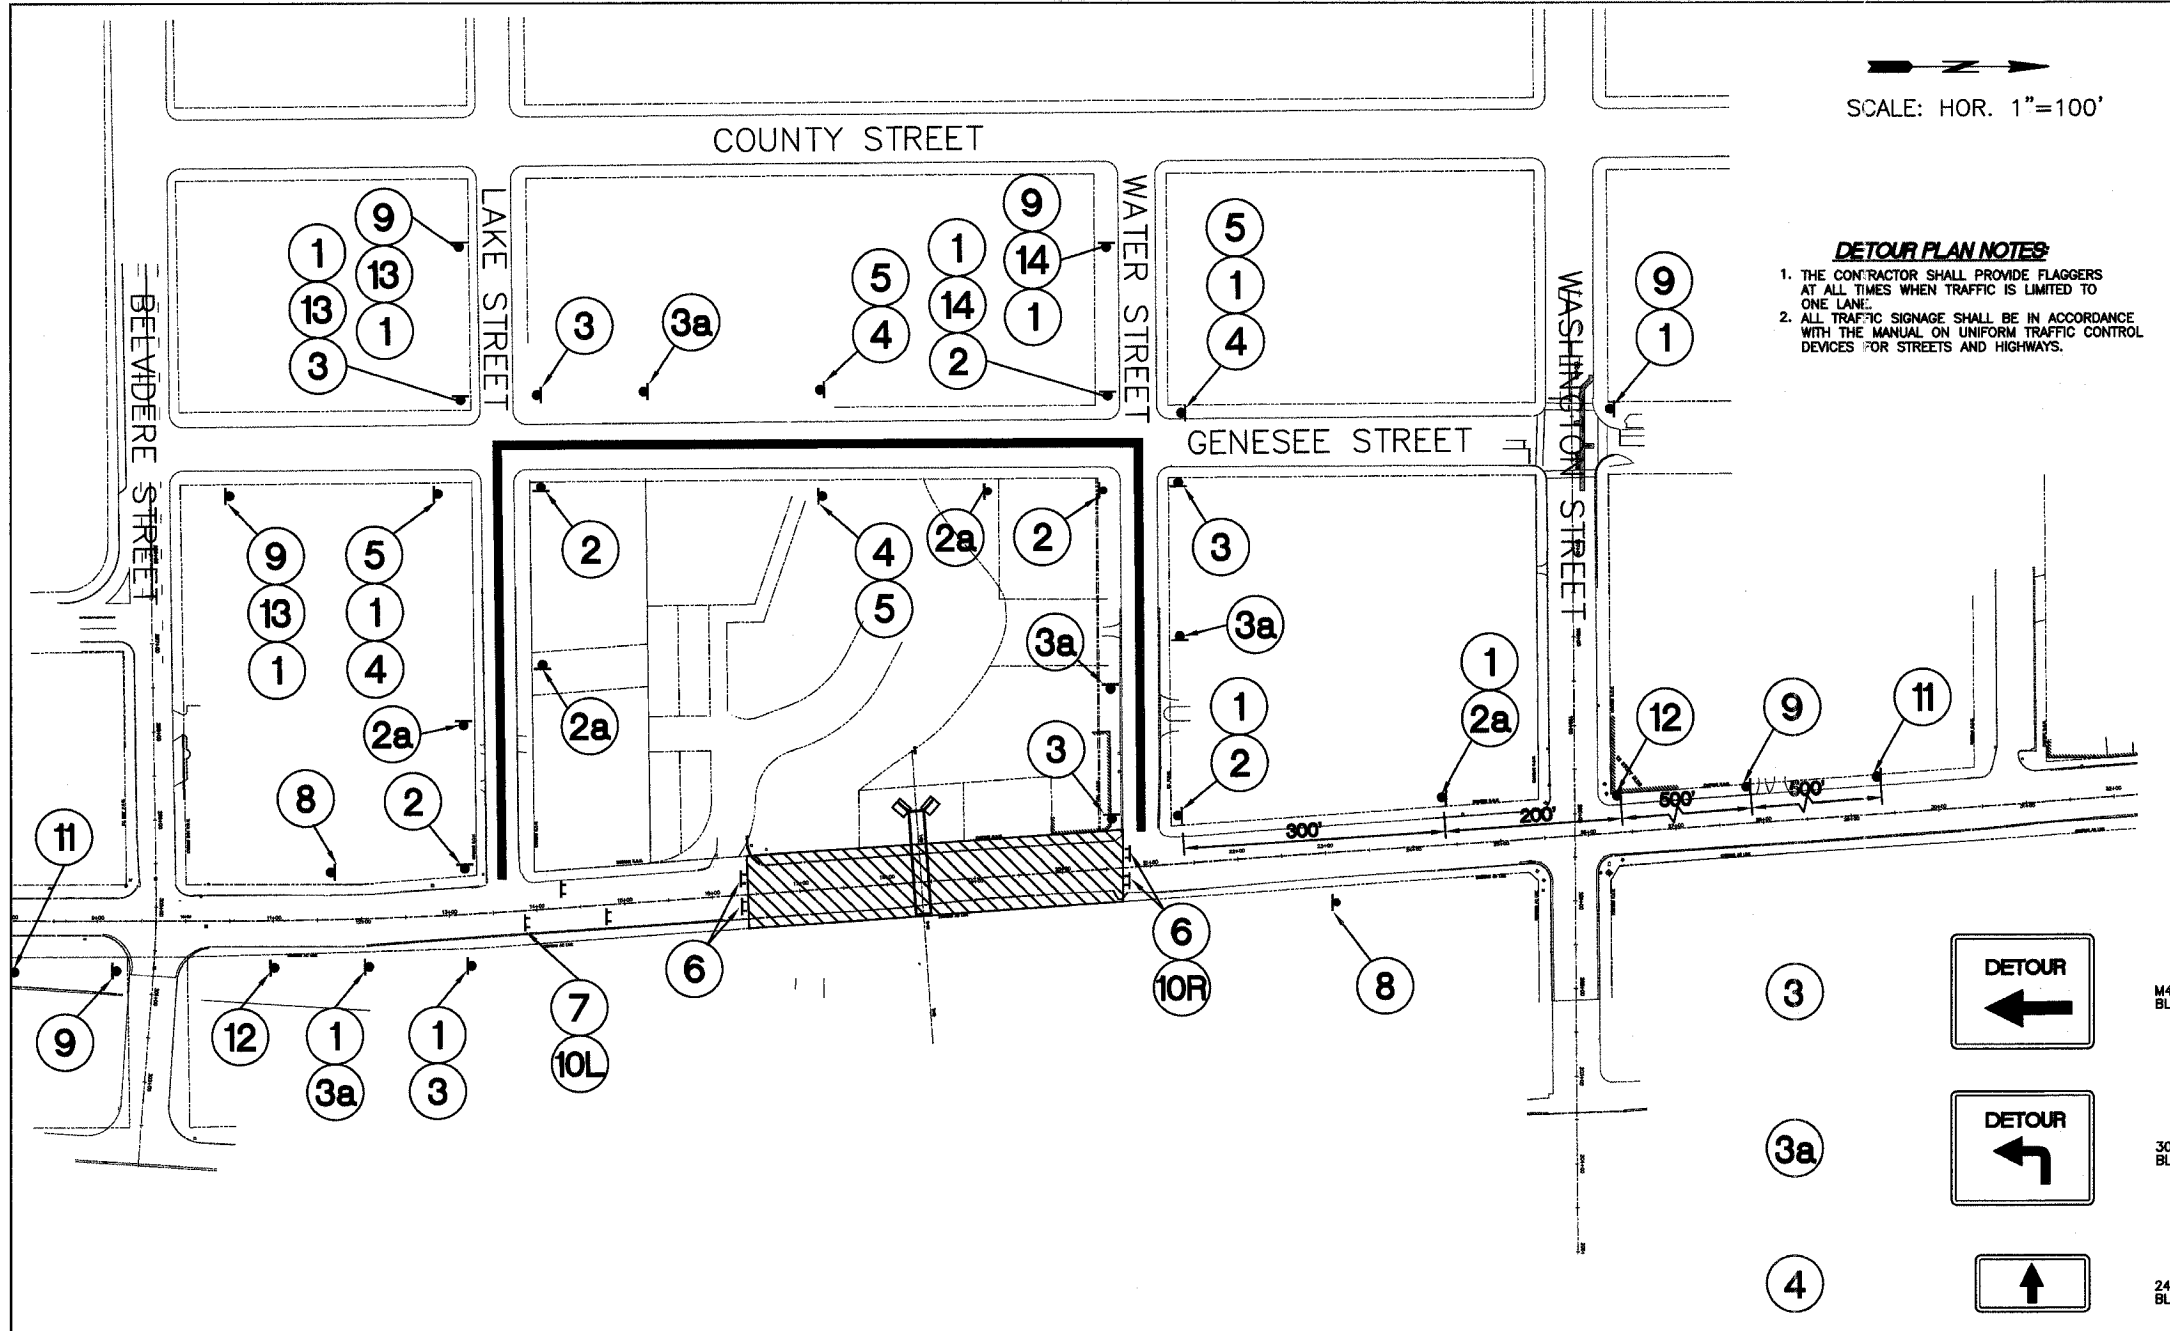 SCALE: HOR. 1"=100'
COUNTY STREET
LAKE STREET
WATER STREET
BELVIDERE STREET
WASHINGTON STREET
GENESEE STREET
DETOUR PLAN NOTES:
1. THE CONTRACTOR SHALL PROVIDE FLAGGERS
AT ALL TIMES WHEN TRAFFIC IS LIMITED TO
ONE LANE.
2. ALL TRAFFIC SIGNAGE SHALL BE IN ACCORDANCE
WITH THE MANUAL ON UNIFORM TRAFFIC CONTROL
DEVICES FOR STREETS AND HIGHWAYS.
1
13
3
9
13
1
3
3a
5
4
1
14
2
9
14
1
5
1
4
9
1
9
13
1
5
1
4
2a
8
2
2
2a
4
5
2a
2
3a
3
3
3a
1
2
1
2a
12
9
11
300'
200'
500'
500'
11
9
12
1
3a
1
3
7
10L
6
6
10R
8
3
DETOUR
M4
BL
3a
DETOUR
30
BL
4
24
BL